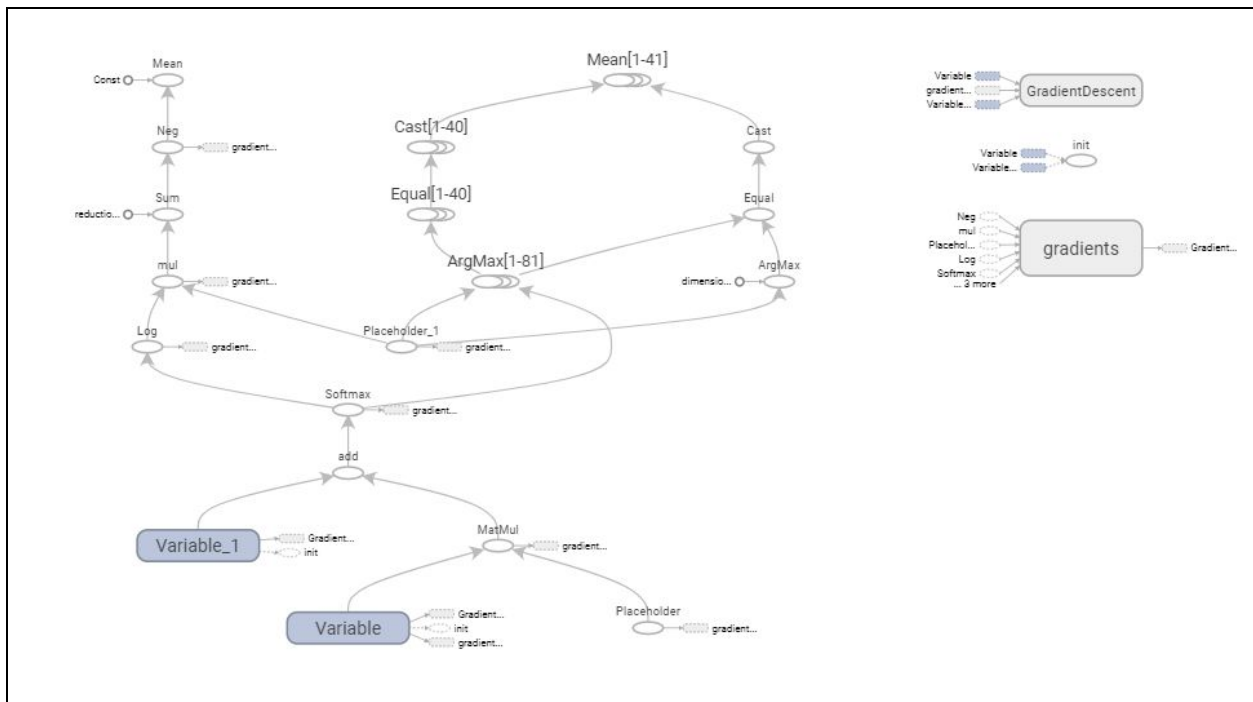 Mean[1-41]
Mean
Const
Cast[1-40]
Cast
Neg
gradient...
Equal[1-40]
Equal
Sum
reductio...
ArgMax[1-81]
ArgMax
mul
gradient...
dimensio...
Log
gradient...
Placeholder_1
gradient...
Softmax
gradient...
add
Variable_1
Gradient...
init
MatMul
gradient...
Variable
Gradient...
init
gradient...
Placeholder
gradient...
Variable
gradient...
Variable...
GradientDescent
init
Variable
Variable...
Neg
mul
Placehol...
Log
Softmax
... 3 more
gradients
Gradient...